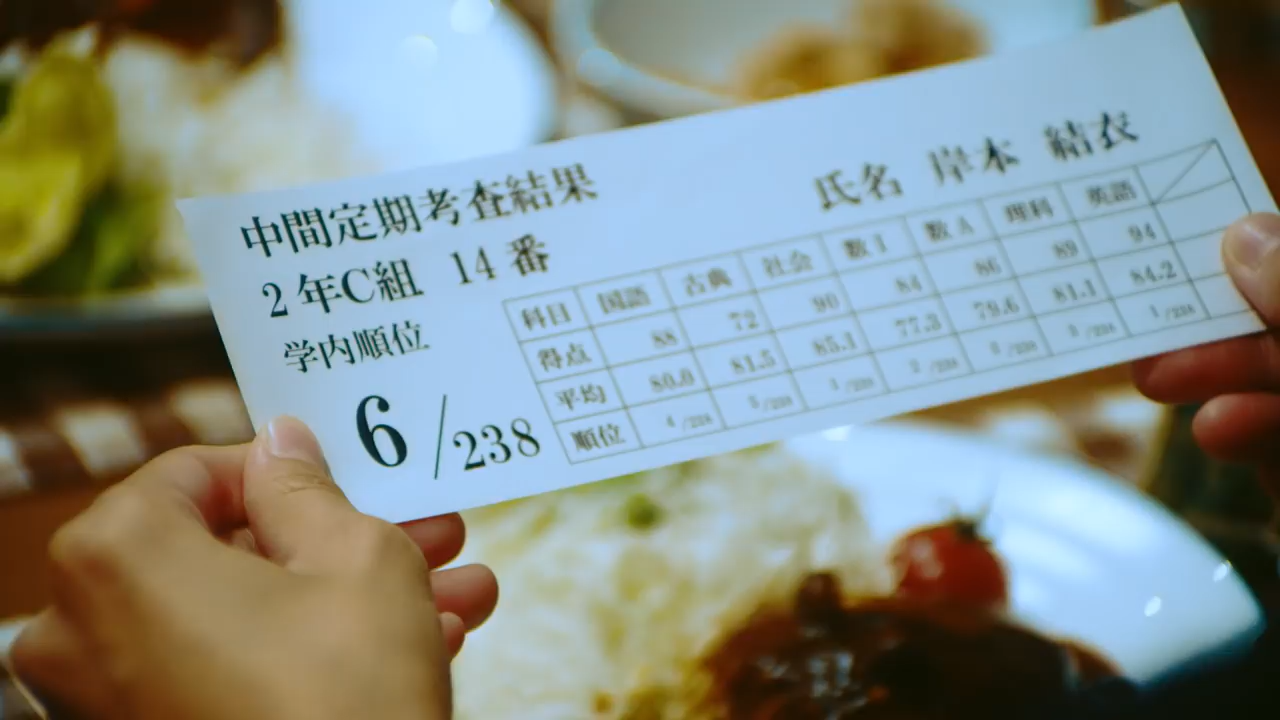 中間定期考査結果
氏名 岸本 結衣
2年C組 14番
学内順位
6/238
科目 国語 古典 社会 数I 数A 理科 英語
得点 88 72 90 84 86 89 94
平均 80.0 81.5 85.1 77.3 79.6 81.1 84.2
順位 4/238 5/238 /238 2/238 /238 /238 /238